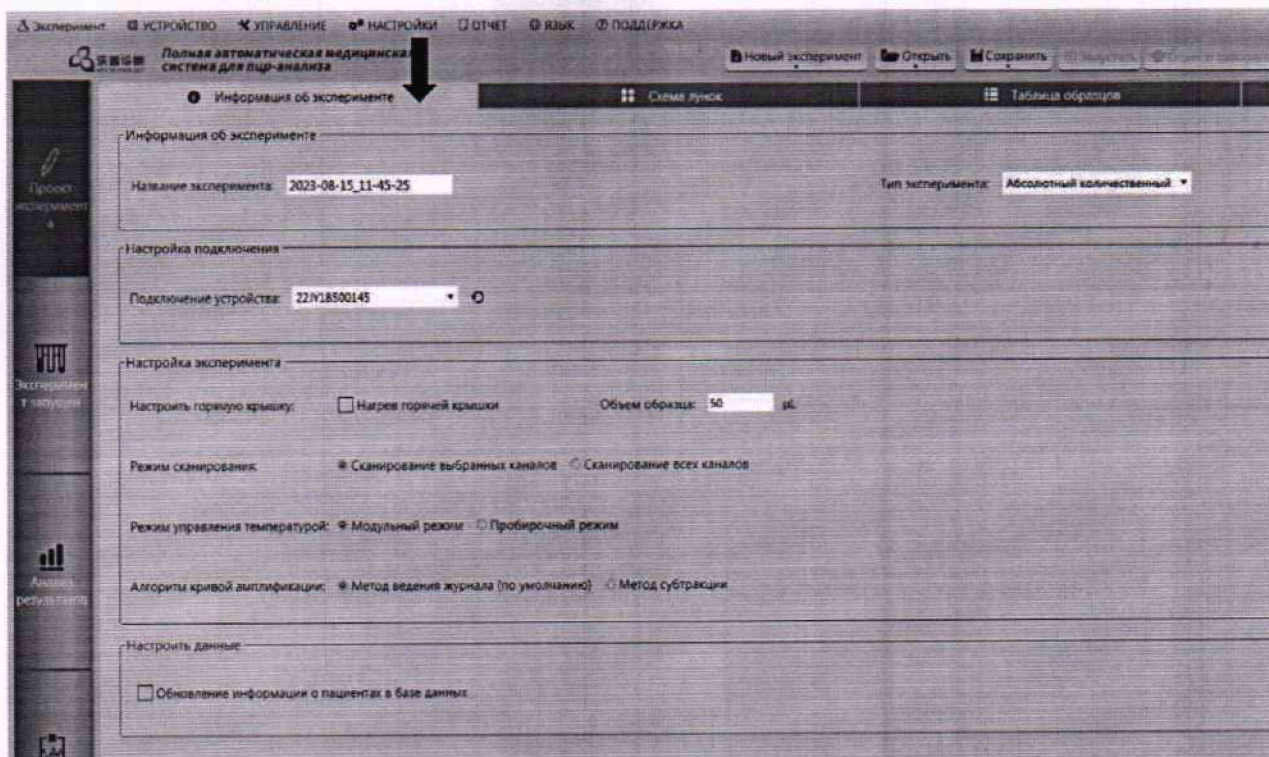 Эксперимент УСТРОЙСТВО УПРАВЛЕНИЕ НАСТРОЙКИ ОТЧЕТ ЯЗЫК ПОДДЕРЖКА
Полная автоматическая медицинская
система для пцр-анализа
Новый эксперимент Открыть Сохранить
Информация об эксперименте Схема лунок Таблица образцов
Проект
эксперимент
а
Информация об эксперименте
Название эксперимента: 2023-08-15_11-45-25 Тип эксперимента: Абсолютный количественный
Настройка подключения
Подключение устройства: 22JY18500145
Эксперимен
т запущен
Настройка эксперимента
Настроить горячую крышку: Нагрев горячей крышки Объем образца: 50 µL
Режим сканирования: Сканирование выбранных каналов Сканирование всех каналов
Режим управления температурой: Модульный режим Пробирочный режим
Анализ
результатов
Алгоритм кривой амплификации: Метод ведения журнала (по умолчанию) Метод субтракции
Настроить данные
Обновление информации о пациентах в базе данных